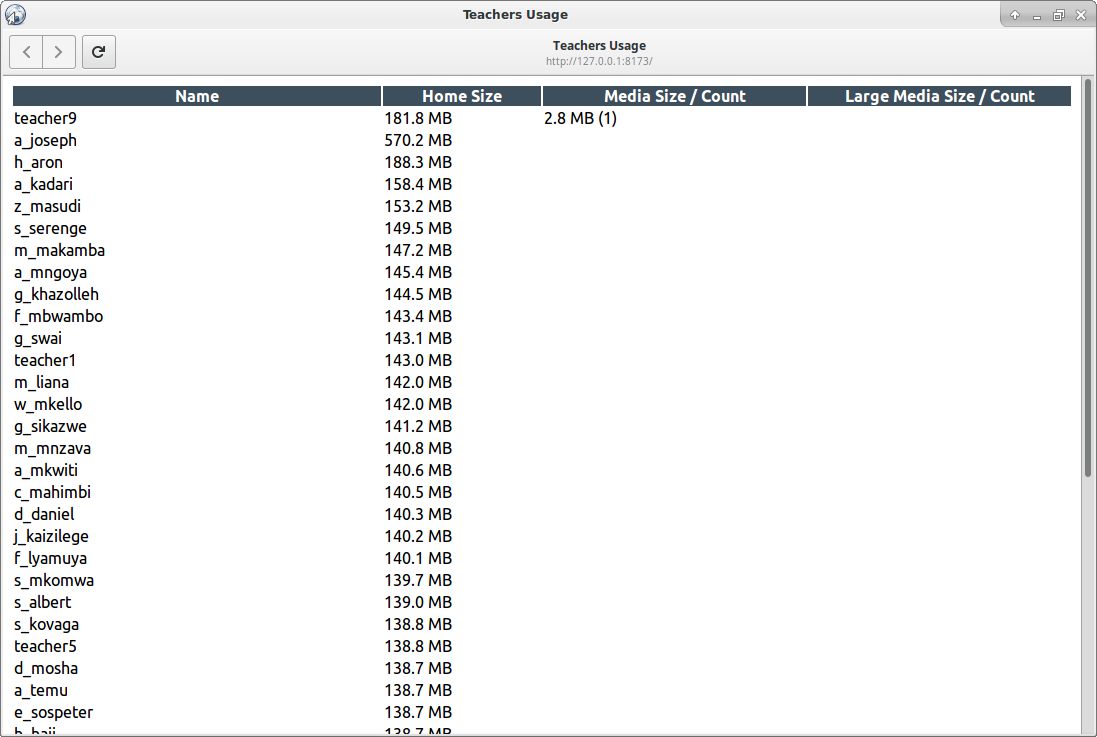 Teachers Usage
Teachers Usage
http://127.0.0.1:8173/
Name Home Size Media Size / Count Large Media Size / Count
teacher9 181.8 MB 2.8 MB (1)
a_joseph 570.2 MB
h_aron 188.3 MB
a_kadari 158.4 MB
z_masudi 153.2 MB
s_serenge 149.5 MB
m_makamba 147.2 MB
a_mngoya 145.4 MB
g_khazolleh 144.5 MB
f_mbwambo 143.4 MB
g_swai 143.1 MB
teacher1 143.0 MB
m_liana 142.0 MB
w_mkello 142.0 MB
g_sikazwe 141.2 MB
m_mnzava 140.8 MB
a_mkwiti 140.6 MB
c_mahimbi 140.5 MB
d_daniel 140.3 MB
j_kaizilege 140.2 MB
f_lyamuya 140.1 MB
s_mkomwa 139.7 MB
s_albert 139.0 MB
s_kovaga 138.8 MB
teacher5 138.8 MB
d_mosha 138.7 MB
a_temu 138.7 MB
e_sospeter 138.7 MB
138.7 MB